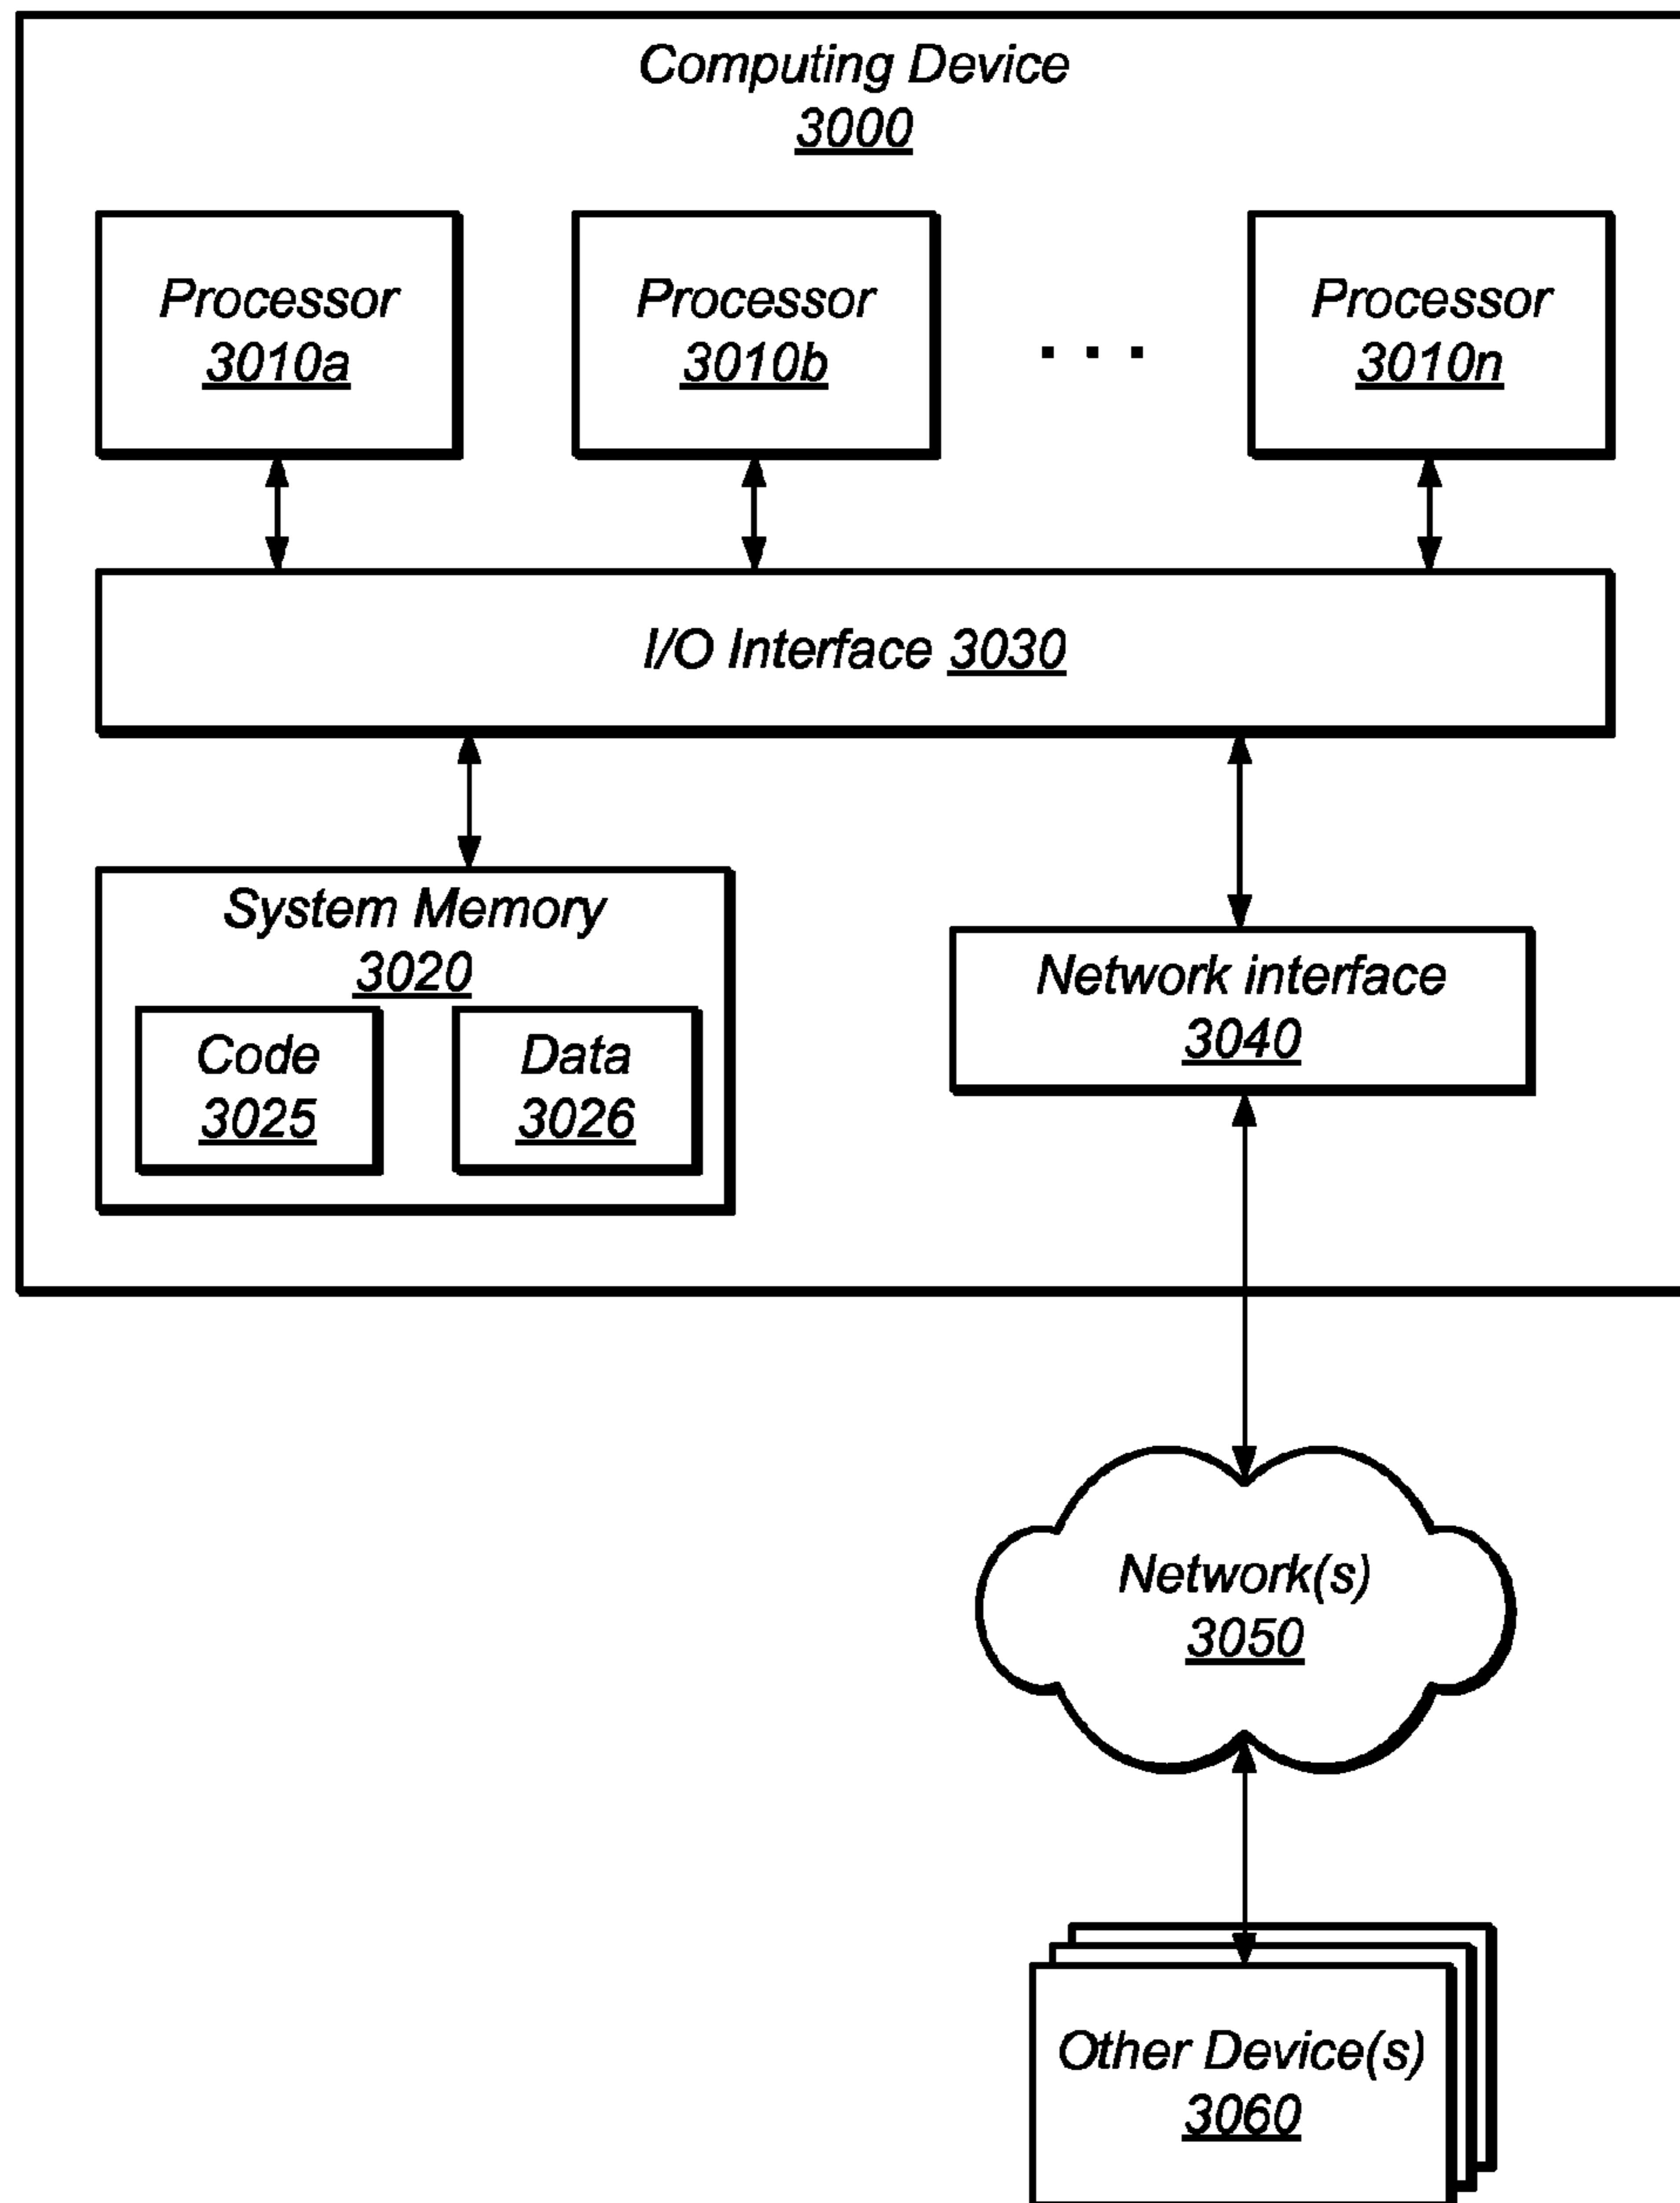 Computing Device
3000
Processor
3010a
Processor
3010b
. . .
Processor
3010n
I/O Interface 3030
System Memory
3020
Code
3025
Data
3026
Network interface
3040
Network(s)
3050
Other Device(s)
3060